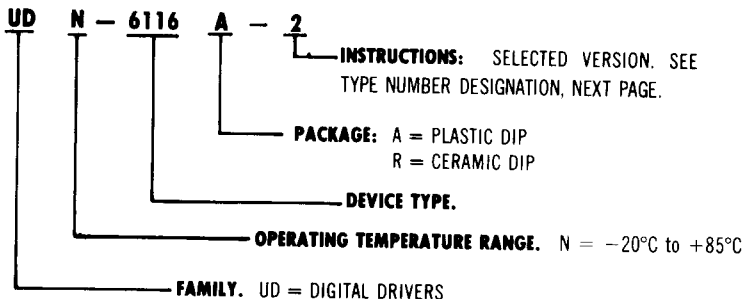 UD N – 6116 A – 2
INSTRUCTIONS: SELECTED VERSION. SEE
TYPE NUMBER DESIGNATION, NEXT PAGE.
PACKAGE: A = PLASTIC DIP
R = CERAMIC DIP
DEVICE TYPE.
OPERATING TEMPERATURE RANGE. N = −20°C to +85°C
FAMILY. UD = DIGITAL DRIVERS